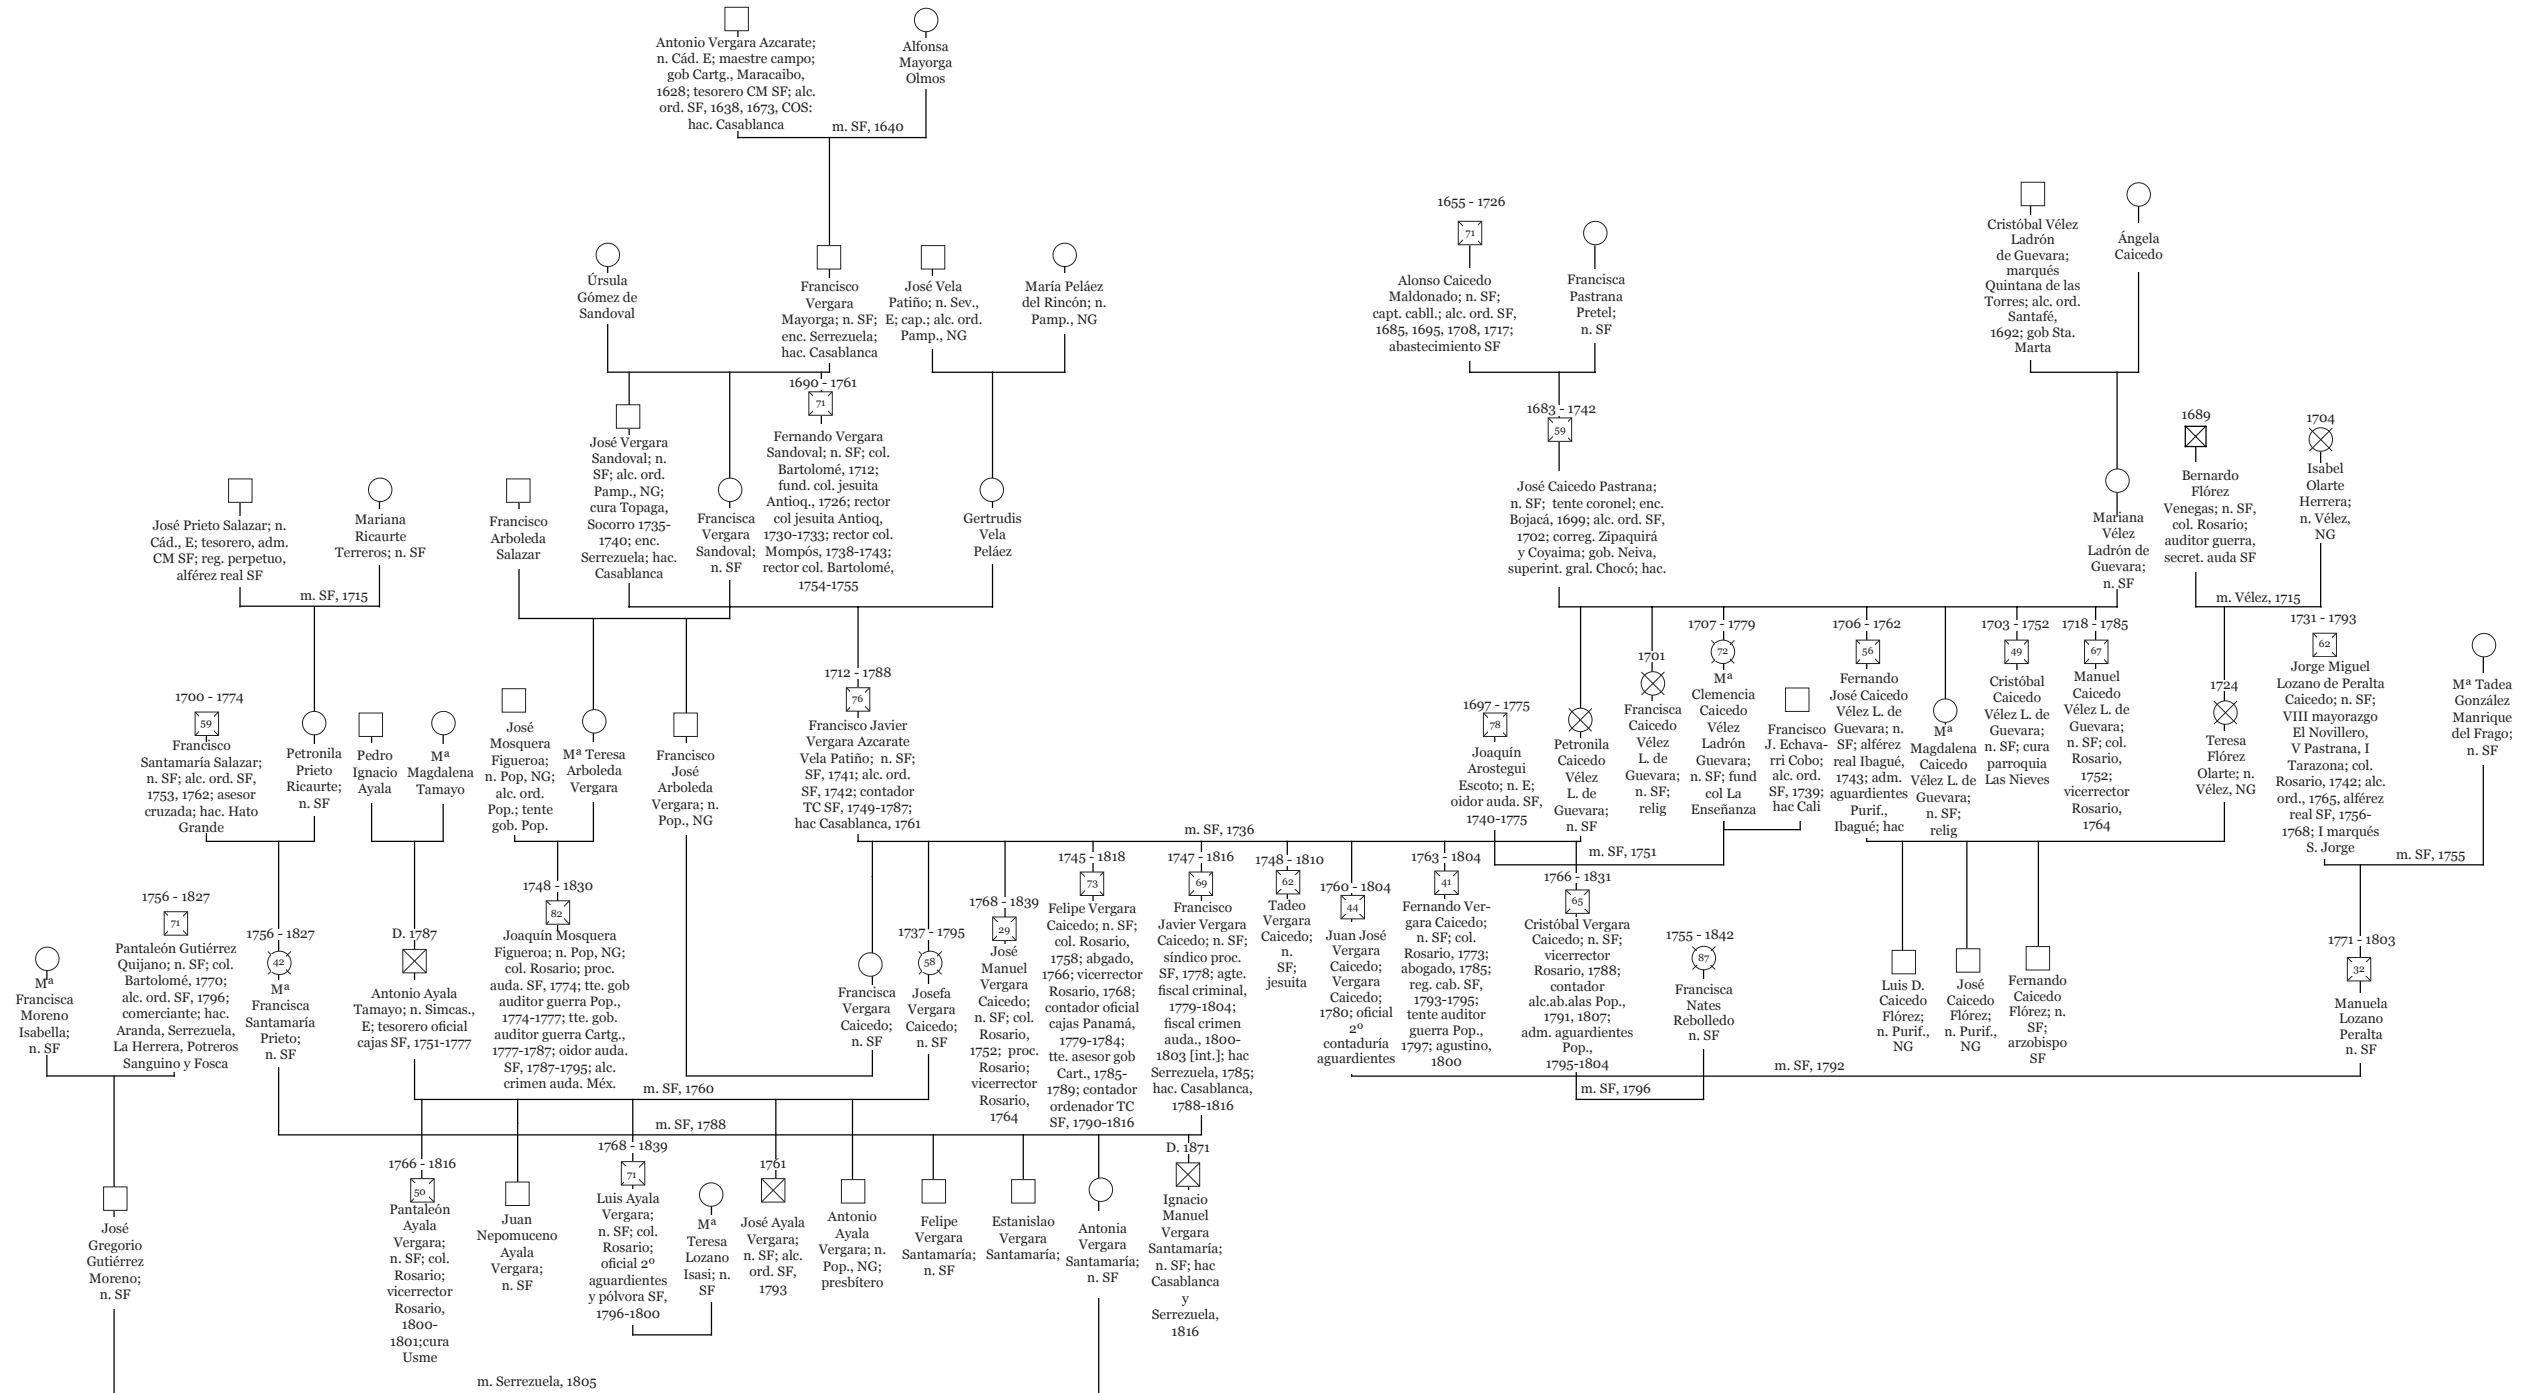 Antonio Vergara Azcarate;
n. Cád. E; maestre campo;
gob Cartg., Maracaibo,
1628; tesorero CM SF; alc.
ord. SF, 1638, 1673, COS:
hac. Casablanca
Alfonsa
Mayorga
Olmos
m. SF, 1640
Úrsula
Gómez de
Sandoval
Francisco
Vergara
Mayorga; n. SF;
enc. Serrezuela;
hac. Casablanca
José Vela
Patiño; n. Sev.,
E; cap.; alc. ord.
Pamp., NG
María Peláez
del Rincón; n.
Pamp., NG
1655 - 1726
71
Alonso Caicedo
Maldonado; n. SF;
capt. cabll.; alc. ord. SF,
1685, 1695, 1708, 1717;
abastecimiento SF
Francisca
Pastrana
Pretel;
n. SF
Cristóbal Vélez
Ladrón
de Guevara;
marqués
Quintana de las
Torres; alc. ord.
Santafé,
1692; gob Sta.
Marta
Ángela
Caicedo
José Prieto Salazar; n.
Cád., E; tesorero, adm.
CM SF; reg. perpetuo,
alférez real SF
Mariana
Ricaurte
Terreros; n. SF
m. SF, 1715
Francisco
Arboleda
Salazar
José Vergara
Sandoval; n.
SF; alc. ord.
Pamp., NG;
cura Topaga,
Socorro 1735-
1740; enc.
Serrezuela; hac.
Casablanca
Francisca
Vergara
Sandoval;
n. SF
1690 - 1761
71
Fernando Vergara
Sandoval; n. SF; col.
Bartolomé, 1712;
fund. col. jesuita
Antioq., 1726; rector
col jesuita Antioq,
1730-1733; rector col.
Mompós, 1738-1743;
rector col. Bartolomé,
1754-1755
Gertrudis
Vela
Peláez
1683 - 1742
59
José Caicedo Pastrana;
n. SF; tente coronel; enc.
Bojacá, 1699; alc. ord. SF,
1702; correg. Zipaquirá
y Coyaima; gob. Neiva,
superint. gral. Chocó; hac.
Mariana
Vélez
Ladrón de
Guevara;
n. SF
1689
Bernardo
Flórez
Venegas; n. SF,
col. Rosario;
auditor guerra,
secret. auda SF
1704
Isabel
Olarte
Herrera;
n. Vélez,
NG
m. Vélez, 1715
1700 - 1774
59
Francisco
Santamaría Salazar;
n. SF; alc. ord. SF,
1753, 1762; asesor
cruzada; hac. Hato
Grande
Petronila
Prieto
Ricaurte;
n. SF
Pedro
Ignacio
Ayala
Mª
Magdalena
Tamayo
José
Mosquera
Figueroa;
n. Pop, NG;
alc. ord.
Pop.; tente
gob. Pop.
Mª Teresa
Arboleda
Vergara
Francisco
José
Arboleda
Vergara; n.
Pop., NG
1712 - 1788
76
Francisco Javier
Vergara Azcarate
Vela Patiño; n. SF;
SF, 1741; alc. ord.
SF, 1742; contador
TC SF, 1749-1787;
hac Casablanca, 1761
1697 - 1775
78
Joaquín
Arostegui
Escoto; n. E;
oidor auda. SF,
1740-1775
Petronila
Caicedo
Vélez
L. de
Guevara;
n. SF
1701
Francisca
Caicedo
Vélez
L. de
Guevara;
n. SF;
relig
1707 - 1779
72
Mª
Clemencia
Caicedo
Vélez
Ladrón
Guevara;
n. SF; fund
col La
Enseñanza
Francisco
J. Echava-
rri Cobo;
alc. ord.
SF, 1739;
hac Cali
1706 - 1762
56
Fernando
José Caicedo
Vélez L. de
Guevara; n.
SF; alférez
real Ibagué,
1743; adm.
aguardientes
Purif.,
Ibagué; hac
Mª
Magdalena
Caicedo
Vélez L. de
Guevara;
n. SF;
relig
1703 - 1752
49
Cristóbal
Caicedo
Vélez L. de
Guevara;
n. SF; cura
parroquia
Las Nieves
1718 - 1785
67
Manuel
Caicedo
Vélez L. de
Guevara;
n. SF; col.
Rosario,
1752;
vicerrector
Rosario,
1764
1724
Teresa
Flórez
Olarte; n.
Vélez, NG
1731 - 1793
62
Jorge Miguel
Lozano de Peralta
Caicedo; n. SF;
VIII mayorazgo
El Novillero,
V Pastrana, I
Tarazona; col.
Rosario, 1742; alc.
ord., 1765, alférez
real SF, 1756-
1768; I marqués
S. Jorge
Mª Tadea
González
Manrique
del Frago;
n. SF
m. SF, 1736
m. SF, 1751
m. SF, 1755
Mª
Francisca
Moreno
Isabella;
n. SF
1756 - 1827
71
Pantaleón Gutiérrez
Quijano; n. SF; col.
Bartolomé, 1770;
alc. ord. SF, 1796;
comerciante; hac.
Aranda, Serrezuela,
La Herrera, Potreros
Sanguino y Fosca
1756 - 1827
42
Mª
Francisca
Santamaría
Prieto;
n. SF
D. 1787
Antonio Ayala
Tamayo; n. Simcas.,
E; tesorero oficial
cajas SF, 1751-1777
1748 - 1830
82
Joaquín Mosquera
Figueroa; n. Pop, NG;
col. Rosario; proc.
auda. SF, 1774; tte. gob
auditor guerra Pop.,
1774-1777; tte. gob.
auditor guerra Cartg.,
1777-1787; oidor auda.
SF, 1787-1795; alc.
crimen auda. Méx.
Francisca
Vergara
Caicedo;
n. SF
1737 - 1795
58
Josefa
Vergara
Caicedo;
n. SF
1768 - 1839
29
José
Manuel
Vergara
Caicedo;
n. SF; col.
Rosario,
1752; proc.
Rosario;
vicerrector
Rosario,
1764
1745 - 1818
73
Felipe Vergara
Caicedo; n. SF;
col. Rosario,
1758; abgado,
1766; vicerrector
Rosario, 1768;
contador oficial
cajas Panamá,
1779-1784;
tte. asesor gob
Cart., 1785-
1789; contador
ordenador TC
SF, 1790-1816
1747 - 1816
69
Francisco
Javier Vergara
Caicedo; n. SF;
síndico proc.
SF, 1778; agte.
fiscal criminal,
1779-1804;
fiscal crimen
auda., 1800-
1803 [int.]; hac
Serrezuela, 1785;
hac. Casablanca,
1788-1816
1748 - 1810
62
Tadeo
Vergara
Caicedo;
n.
SF;
jesuita
1760 - 1804
44
Juan José
Vergara
Caicedo;
Vergara
Caicedo;
1780; oficial
2º
contaduría
aguardientes
1763 - 1804
41
Fernando Ver-
gara Caicedo;
n. SF; col.
Rosario, 1773;
abogado, 1785;
reg. cab. SF,
1793-1795;
tente auditor
guerra Pop.,
1797; agustino,
1800
1766 - 1831
65
Cristóbal Vergara
Caicedo; n. SF;
vicerrector
Rosario, 1788;
contador
alc.ab.alas Pop.,
1791, 1807;
adm. aguardientes
Pop.,
1795-1804
1755 - 1842
87
Francisca
Nates
Rebolledo
n. SF
Luis D.
Caicedo
Flórez;
n. Purif.,
NG
José
Caicedo
Flórez;
n. Purif.,
NG
Fernando
Caicedo
Flórez; n.
SF;
arzobispo
SF
1771 - 1803
32
Manuela
Lozano
Peralta
n. SF
m. SF, 1792
m. SF, 1796
m. SF, 1760
m. SF, 1788
José
Gregorio
Gutiérrez
Moreno;
n. SF
1766 - 1816
50
Pantaleón
Ayala
Vergara;
n. SF; col.
Rosario;
vicerrector
Rosario,
1800-
1801;cura
Usme
Juan
Nepomuceno
Ayala
Vergara;
n. SF
1768 - 1839
71
Luis Ayala
Vergara;
n. SF; col.
Rosario;
oficial 2º
aguardientes
y pólvora SF,
1796-1800
Mª
Teresa
Lozano
Isasi; n.
SF
1761
José Ayala
Vergara;
n. SF; alc.
ord. SF,
1793
Antonio
Ayala
Vergara; n.
Pop., NG;
presbítero
Felipe
Vergara
Santamaría;
n. SF
Estanislao
Vergara
Santamaría;
Antonia
Vergara
Santamaría;
n. SF
D. 1871
Ignacio
Manuel
Vergara
Santamaría;
n. SF; hac
Casablanca
y
Serrezuela,
1816
m. Serrezuela, 1805